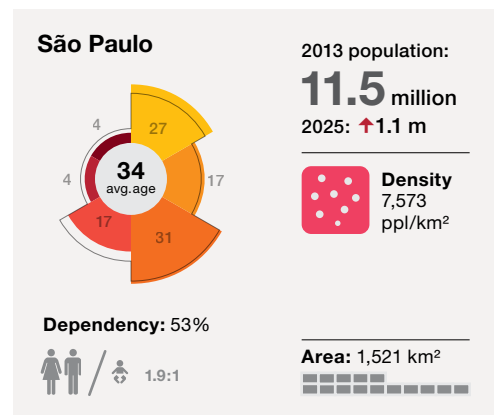 São Paulo
4
27
4
34
avg.age
17
17
31
Dependency: 53%
1.9:1
2013 population:
11.5 million
2025: 1.1 m
Density
7,573
ppl/km²
Area: 1,521 km²